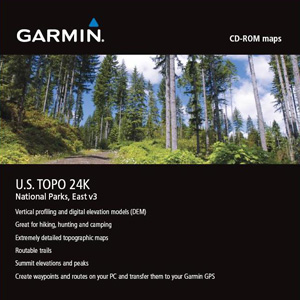 GARMIN.
CD-ROM maps
U.S. TOPO 24K
National Parks, East v3
Vertical profiling and digital elevation models (DEM)
Great for hiking, hunting and camping
Extremely detailed topographic maps
Routable trails
Summit elevations and peaks
Create waypoints and routes on your PC and transfer them to your Garmin GPS